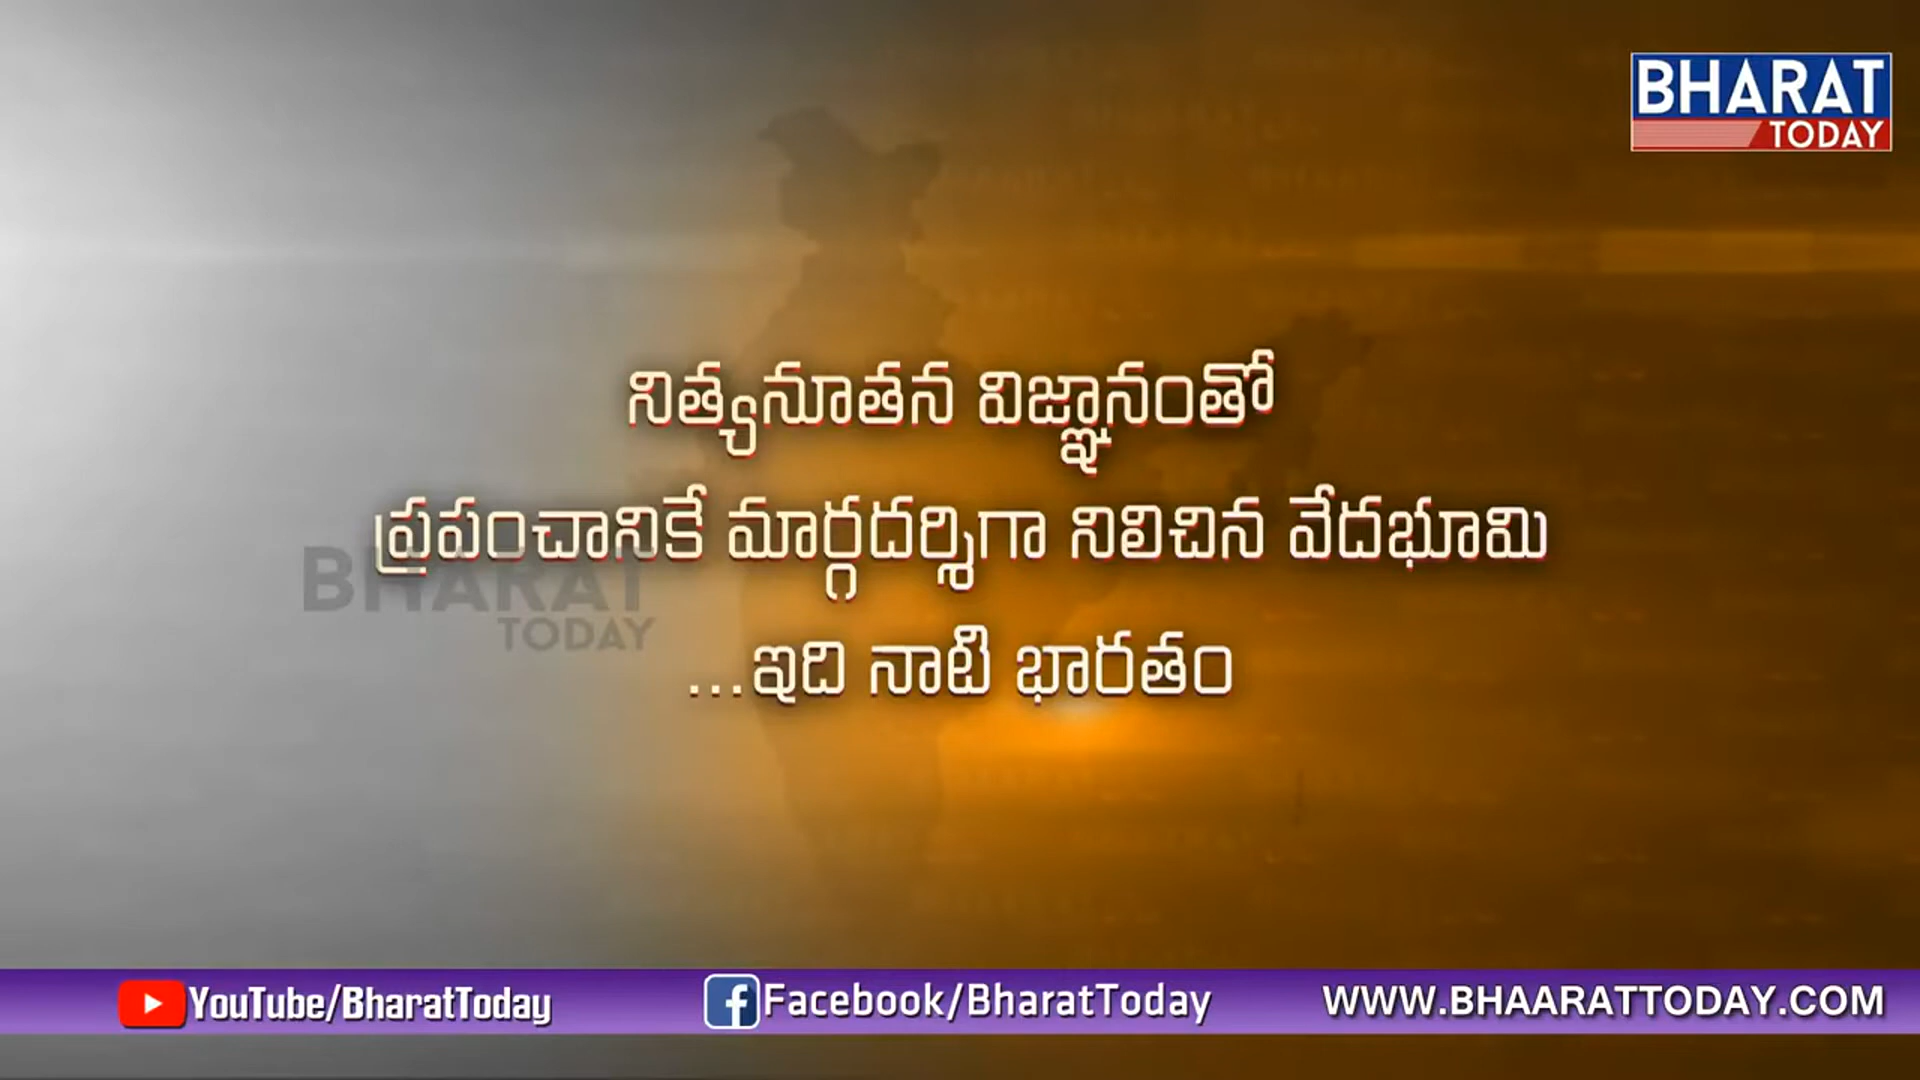 BHARAT
TODAY
నిత్యనూతన విజ్ఞానంతో
ప్రపంచానికే మార్గదర్శిగా నిలిచిన వేదభూమి
BHARAT
TODAY
...ఇది నాటి భారతం
YouTube/BharatToday
Facebook/BharatToday
WWW.BHAARATTODAY.COM